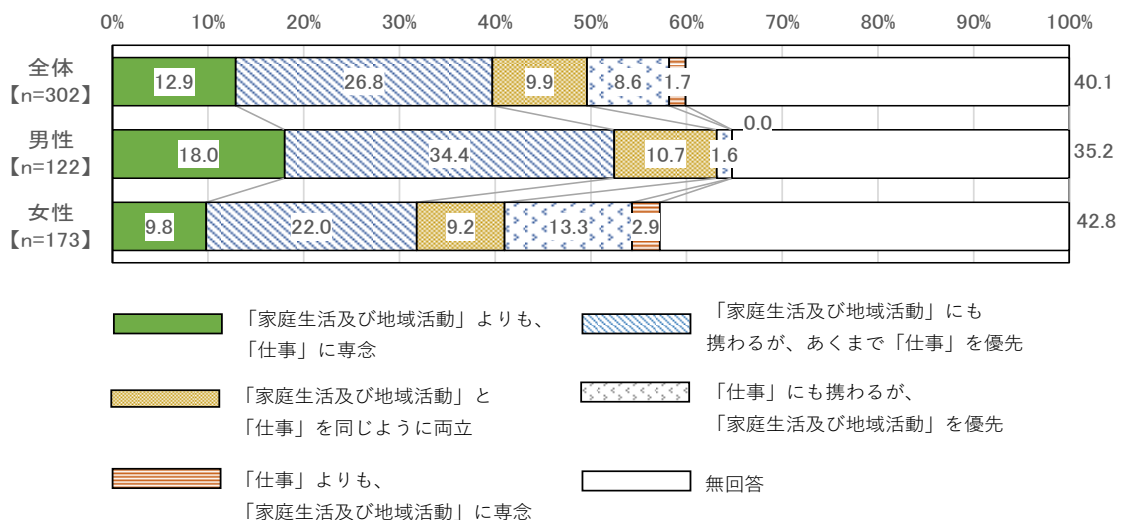 0% 10% 20% 30% 40% 50% 60% 70% 80% 90% 100%
全体
【n=302】
12.9 26.8 9.9 8.6 1.7 40.1
0.0
男性
【n=122】
18.0 34.4 10.7 1.6 35.2
女性
【n=173】
9.8 22.0 9.2 13.3 2.9 42.8
「家庭生活及び地域活動」よりも、
「仕事」に専念
「家庭生活及び地域活動」にも
携わるが、あくまで「仕事」を優先
「家庭生活及び地域活動」と
「仕事」を同じように両立
「仕事」にも携わるが、
「家庭生活及び地域活動」を優先
「仕事」よりも、
「家庭生活及び地域活動」に専念
無回答